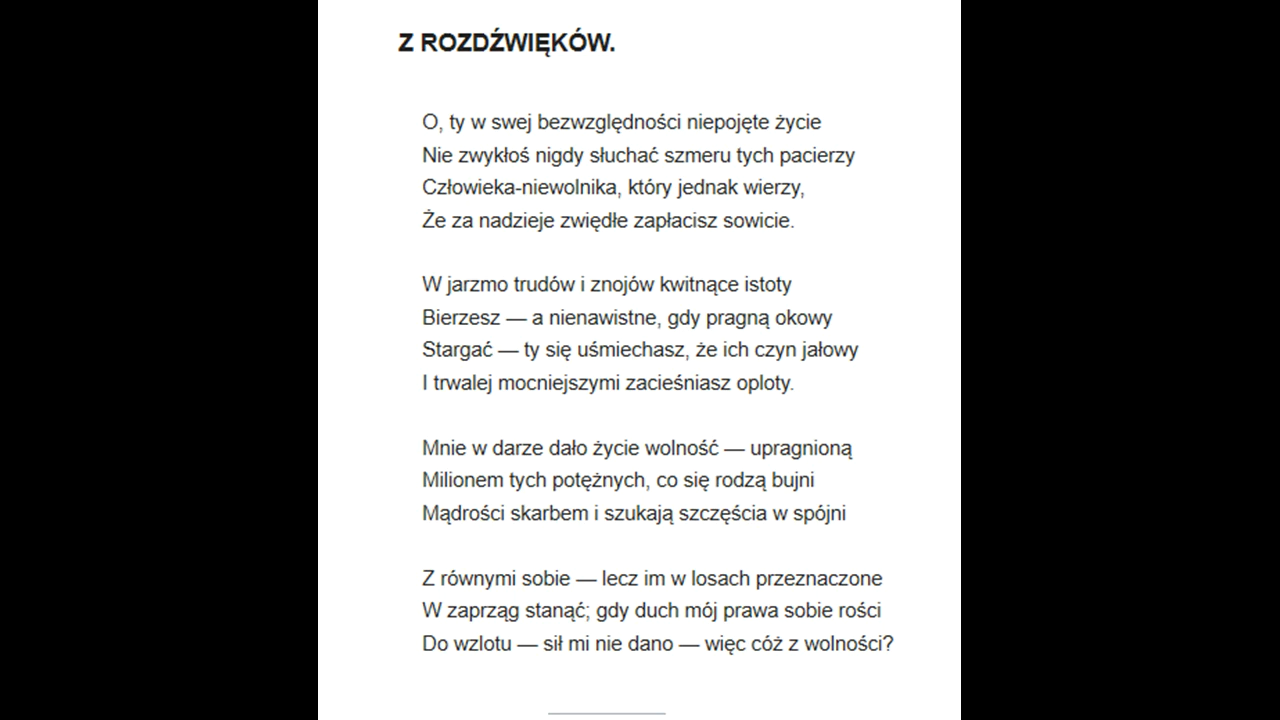 Z ROZDŹWIĘKÓW.
O, ty w swej bezwzględności niepojęte życie
Nie zwykłoś nigdy słuchać szmeru tych pacierzy
Człowieka-niewolnika, który jednak wierzy,
Że za nadzieje zwiędłe zapłacisz sowicie.
W jarzmo trudów i znojów kwitnące istoty
Bierzesz — a nienawistne, gdy pragną okowy
Stargać — ty się uśmiechasz, że ich czyn jałowy
I trwalej mocniejszymi zacieśniasz oploty.
Mnie w darze dało życie wolność — upragnioną
Milionem tych potężnych, co się rodzą bujni
Mądrości skarbem i szukają szczęścia w spójni
Z równymi sobie — lecz im w losach przeznaczone
W zaprząg stanąć; gdy duch mój prawa sobie rości
Do wzlotu — sił mi nie dano — więc cóż z wolności?